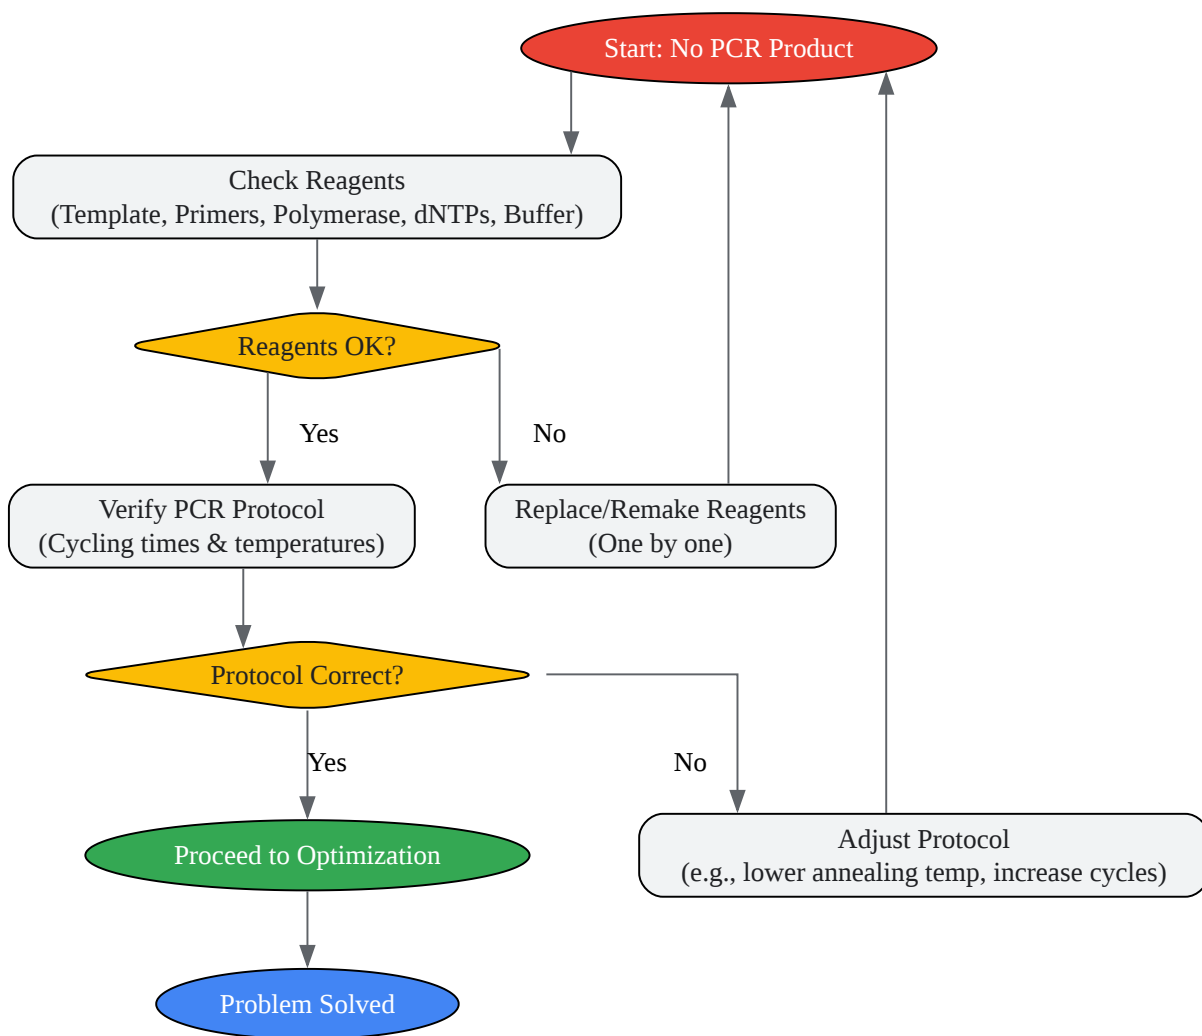 Start: No PCR Product
Check Reagents
(Template, Primers, Polymerase, dNTPs, Buffer)
Reagents OK?
Yes
No
Verify PCR Protocol
(Cycling times & temperatures)
Replace/Remake Reagents
(One by one)
Protocol Correct?
Yes
No
Adjust Protocol
(e.g., lower annealing temp, increase cycles)
Proceed to Optimization
Problem Solved